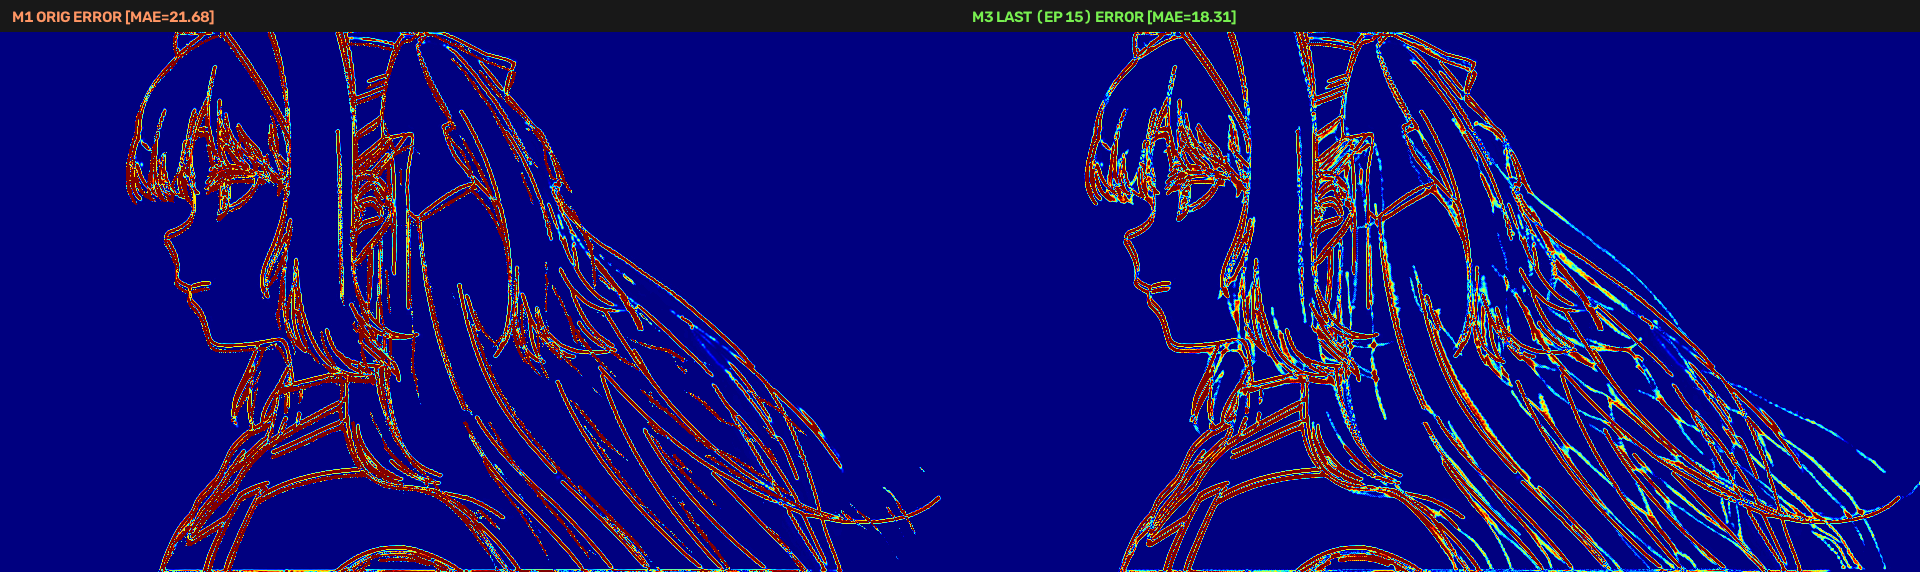 M1 ORIG ERROR [MAE=21.68]
M3 LAST (EP 15) ERROR [MAE=18.31]